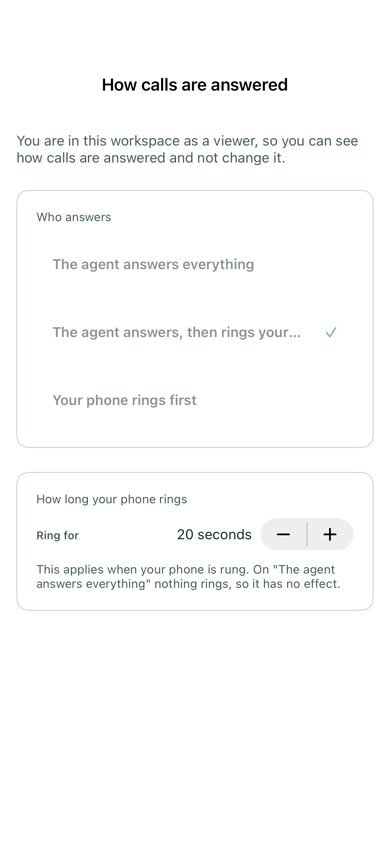 How calls are answered
You are in this workspace as a viewer, so you can see
how calls are answered and not change it.
Who answers
The agent answers everything
The agent answers, then rings your...
Your phone rings first
How long your phone rings
Ring for
20 seconds
This applies when your phone is rung. On "The agent
answers everything" nothing rings, so it has no effect.